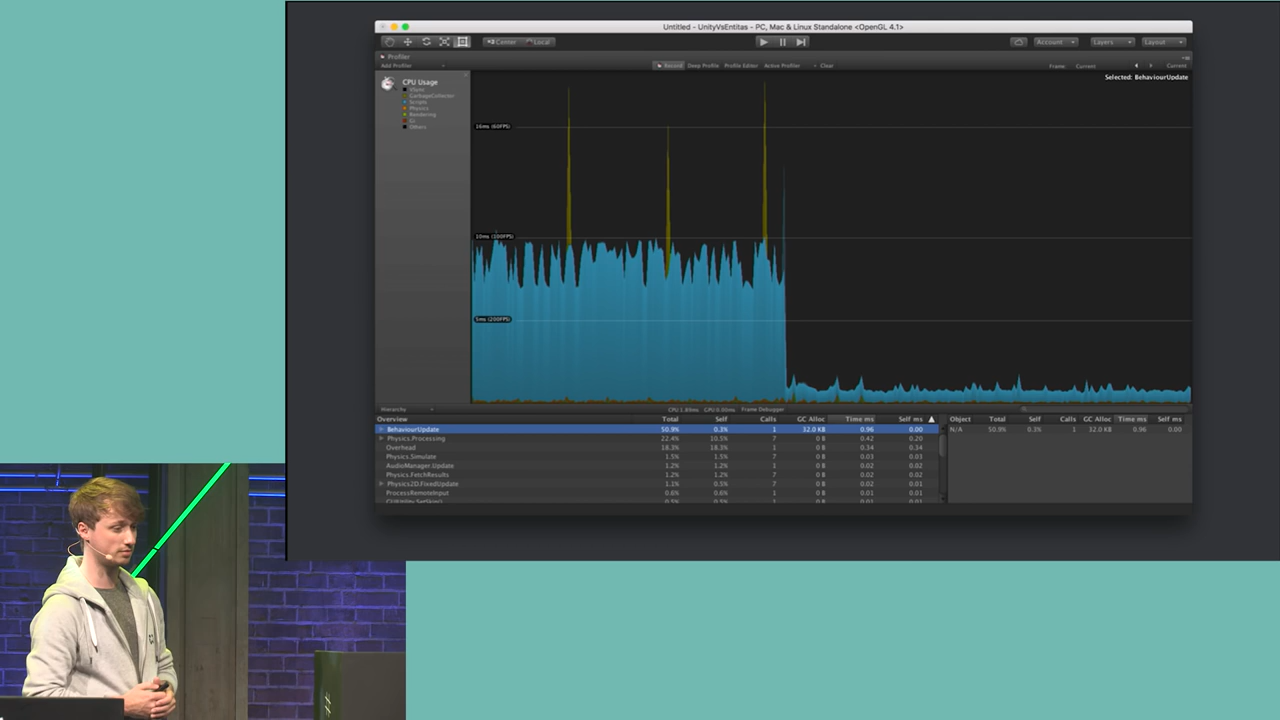 Untitled - UnityVsEntitas - PC, Mac & Linux Standalone <OpenGL 4.1>
Center Local Account Layers Layout
Profiler
Add Profiler Record Deep Profile Profile Editor Active Profiler Clear Frame: Current Current
CPU Usage
VSync
GarbageCollector
Scripts
Physics
Rendering
Gi
Others
Selected: BehaviourUpdate
16ms (60FPS)
10ms (100FPS)
5ms (200FPS)
Hierarchy CPU:1.89ms GPU:0.00ms Frame Debugger
Overview Total Self Calls GC Alloc Time ms Self ms Object Total Self Calls GC Alloc Time ms Self ms
BehaviourUpdate 50.9% 0.3% 1 32.0 KB 0.96 0.00 N/A 50.9% 0.3% 1 32.0 KB 0.96 0.00
Physics.Processing 22.4% 10.5% 7 0 B 0.42 0.20
Overhead 18.3% 18.3% 1 0 B 0.34 0.34
Physics.Simulate 1.5% 1.5% 7 0 B 0.03 0.03
AudioManager.Update 1.2% 1.2% 1 0 B 0.02 0.02
Physics.FetchResults 1.2% 1.2% 7 0 B 0.02 0.02
Physics2D.FixedUpdate 1.1% 0.5% 7 0 B 0.02 0.01
ProcessRemoteInput 0.6% 0.6% 1 0 B 0.01 0.01